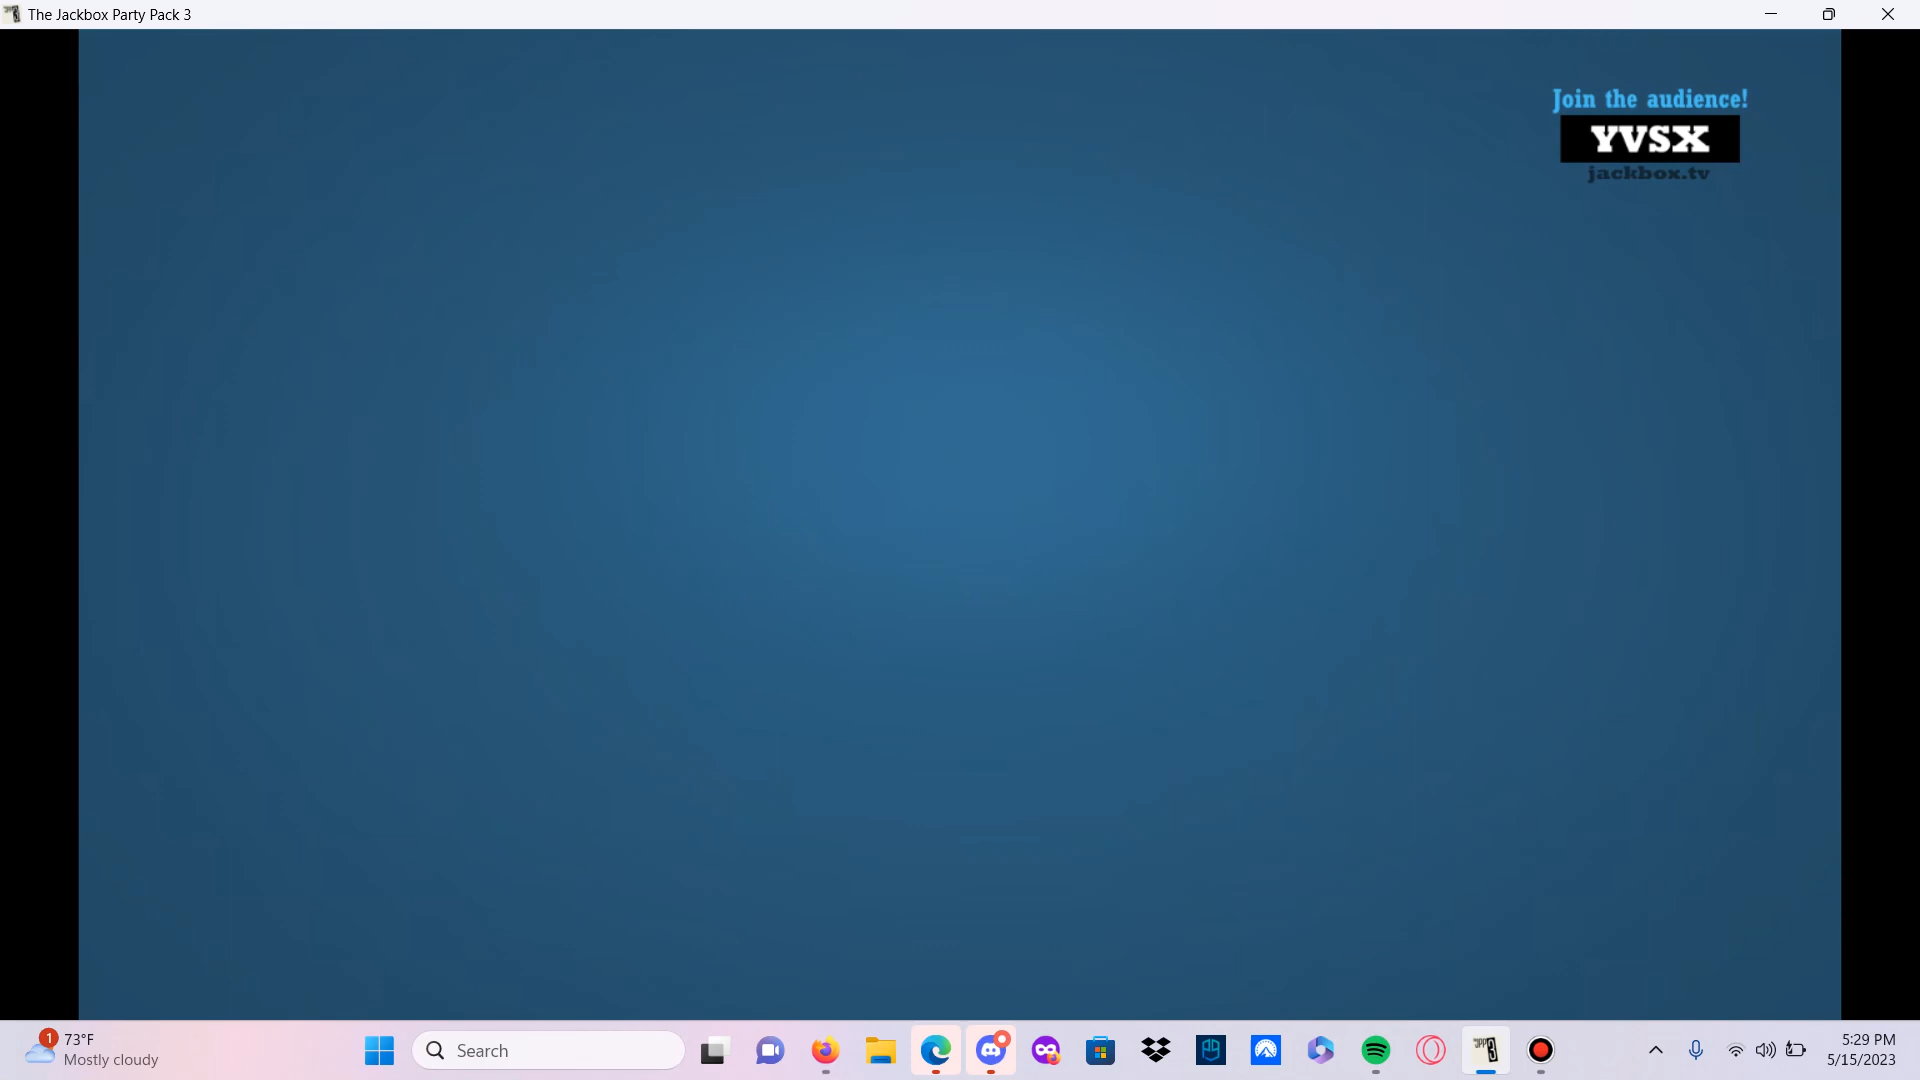 The Jackbox Party Pack 3
Join the audience!
YVSX
jackbox.tv
1
73°F
Mostly cloudy
Search
5:29 PM
5/15/2023